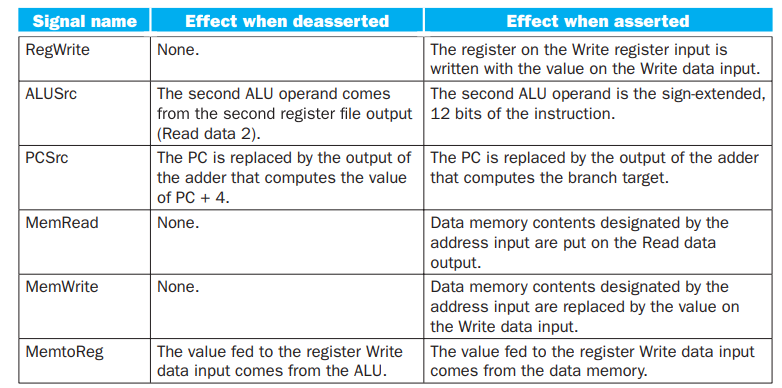 Signal name Effect when deasserted Effect when asserted
RegWrite None. The register on the Write register input is
written with the value on the Write data input.
ALUSrc The second ALU operand comes The second ALU operand is the sign-extended,
from the second register file output 12 bits of the instruction.
(Read data 2).
PCSrc The PC is replaced by the output of The PC is replaced by the output of the adder
the adder that computes the value that computes the branch target.
of PC + 4.
MemRead None. Data memory contents designated by the
address input are put on the Read data
output.
MemWrite None. Data memory contents designated by the
address input are replaced by the value on
the Write data input.
MemtoReg The value fed to the register Write The value fed to the register Write data input
data input comes from the ALU. comes from the data memory.